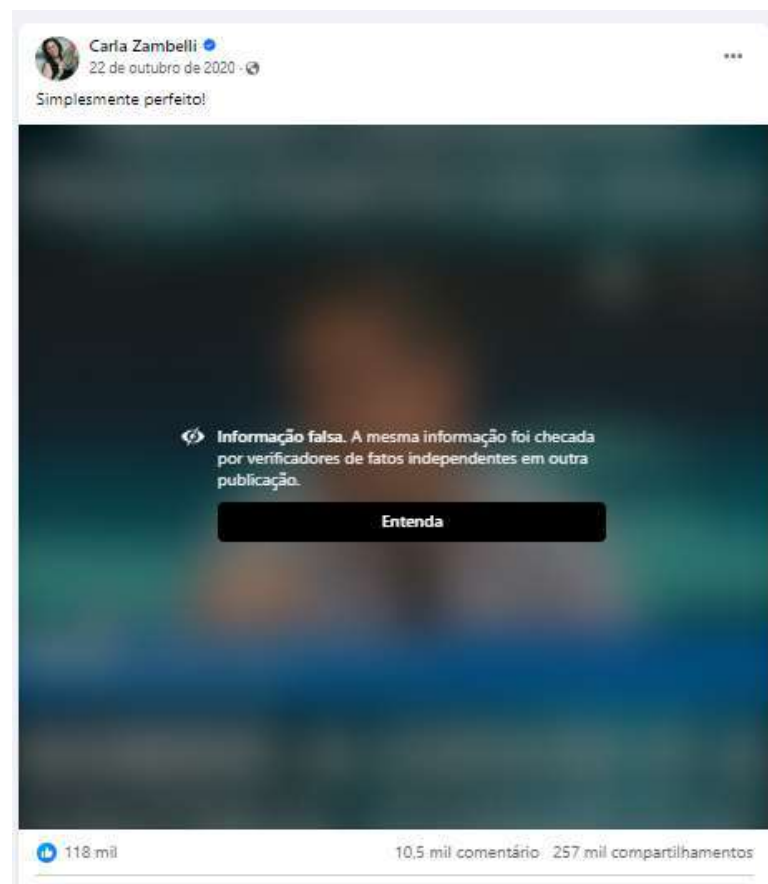 Carla Zambelli
22 de outubro de 2020 ·
Simplesmente perfeito!
Informação falsa. A mesma informação foi checada
por verificadores de fatos independentes em outra
publicação.
Entenda
118 mil 10,5 mil comentário 257 mil compartilhamentos